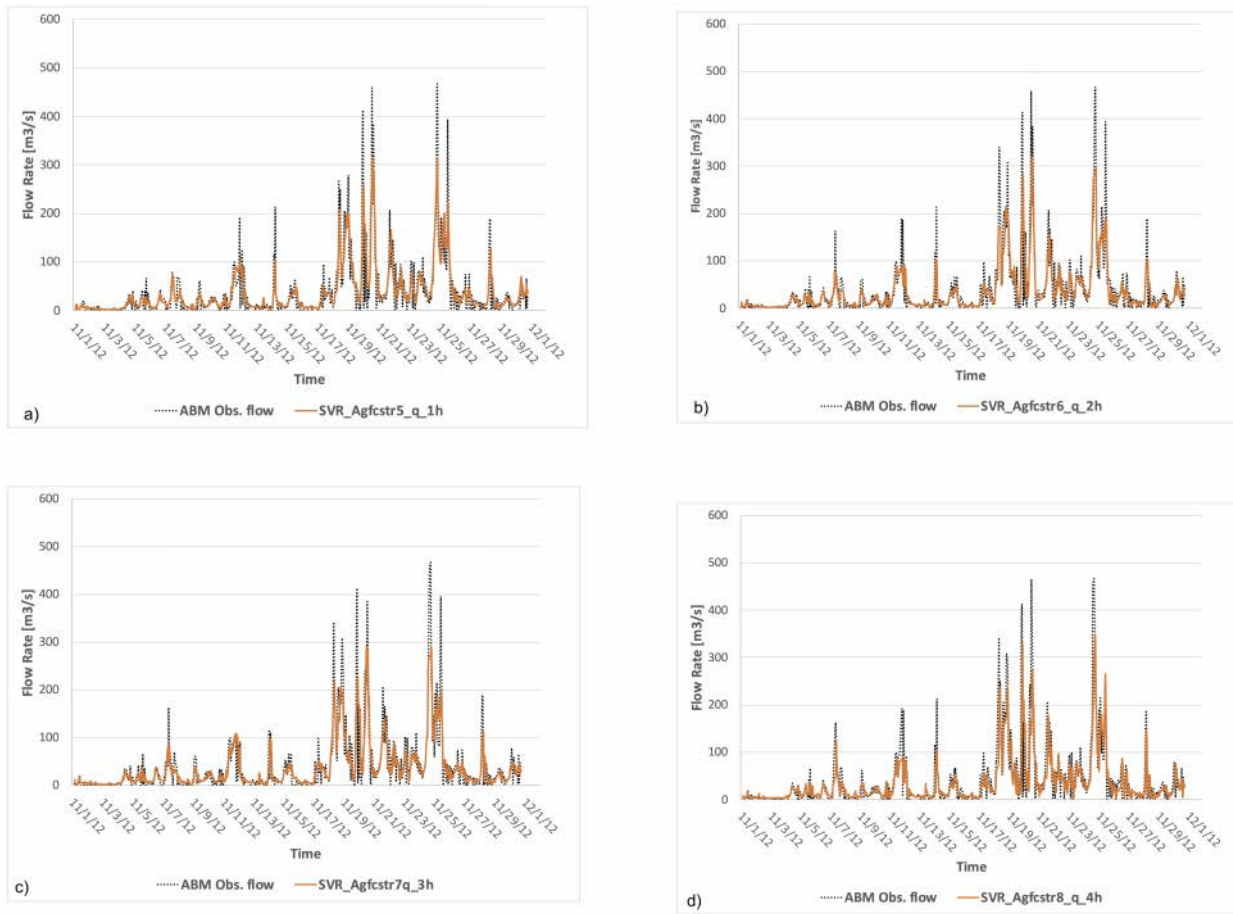 600
500
400
300
200
100
0
Flow Rate [m3/s]
11/1/12 11/3/12 11/5/12 11/7/12 11/9/12 11/11/12 11/13/12 11/15/12 11/17/12 11/19/12 11/21/12 11/23/12 11/25/12 11/27/12 11/29/12 12/1/12
Time
ABM Obs. flow SVR_Agfcstr5_q_1h
a)
600
500
400
300
200
100
0
Flow Rate [m3/s]
11/1/12 11/3/12 11/5/12 11/7/12 11/9/12 11/11/12 11/13/12 11/15/12 11/17/12 11/19/12 11/21/12 11/23/12 11/25/12 11/27/12 11/29/12 12/1/12
Time
ABM Obs. flow SVR_Agfcstr6_q_2h
b)
600
500
400
300
200
100
0
Flow Rate [m3/s]
11/1/12 11/3/12 11/5/12 11/7/12 11/9/12 11/11/12 11/13/12 11/15/12 11/17/12 11/19/12 11/21/12 11/23/12 11/25/12 11/27/12 11/29/12 12/1/12
Time
ABM Obs. flow SVR_Agfcstr7q_3h
c)
600
500
400
300
200
100
0
Flow Rate [m3/s]
11/1/12 11/3/12 11/5/12 11/7/12 11/9/12 11/11/12 11/13/12 11/15/12 11/17/12 11/19/12 11/21/12 11/23/12 11/25/12 11/27/12 11/29/12 12/1/12
Time
ABM Obs. flow SVR_Agfcstr8_q_4h
d)